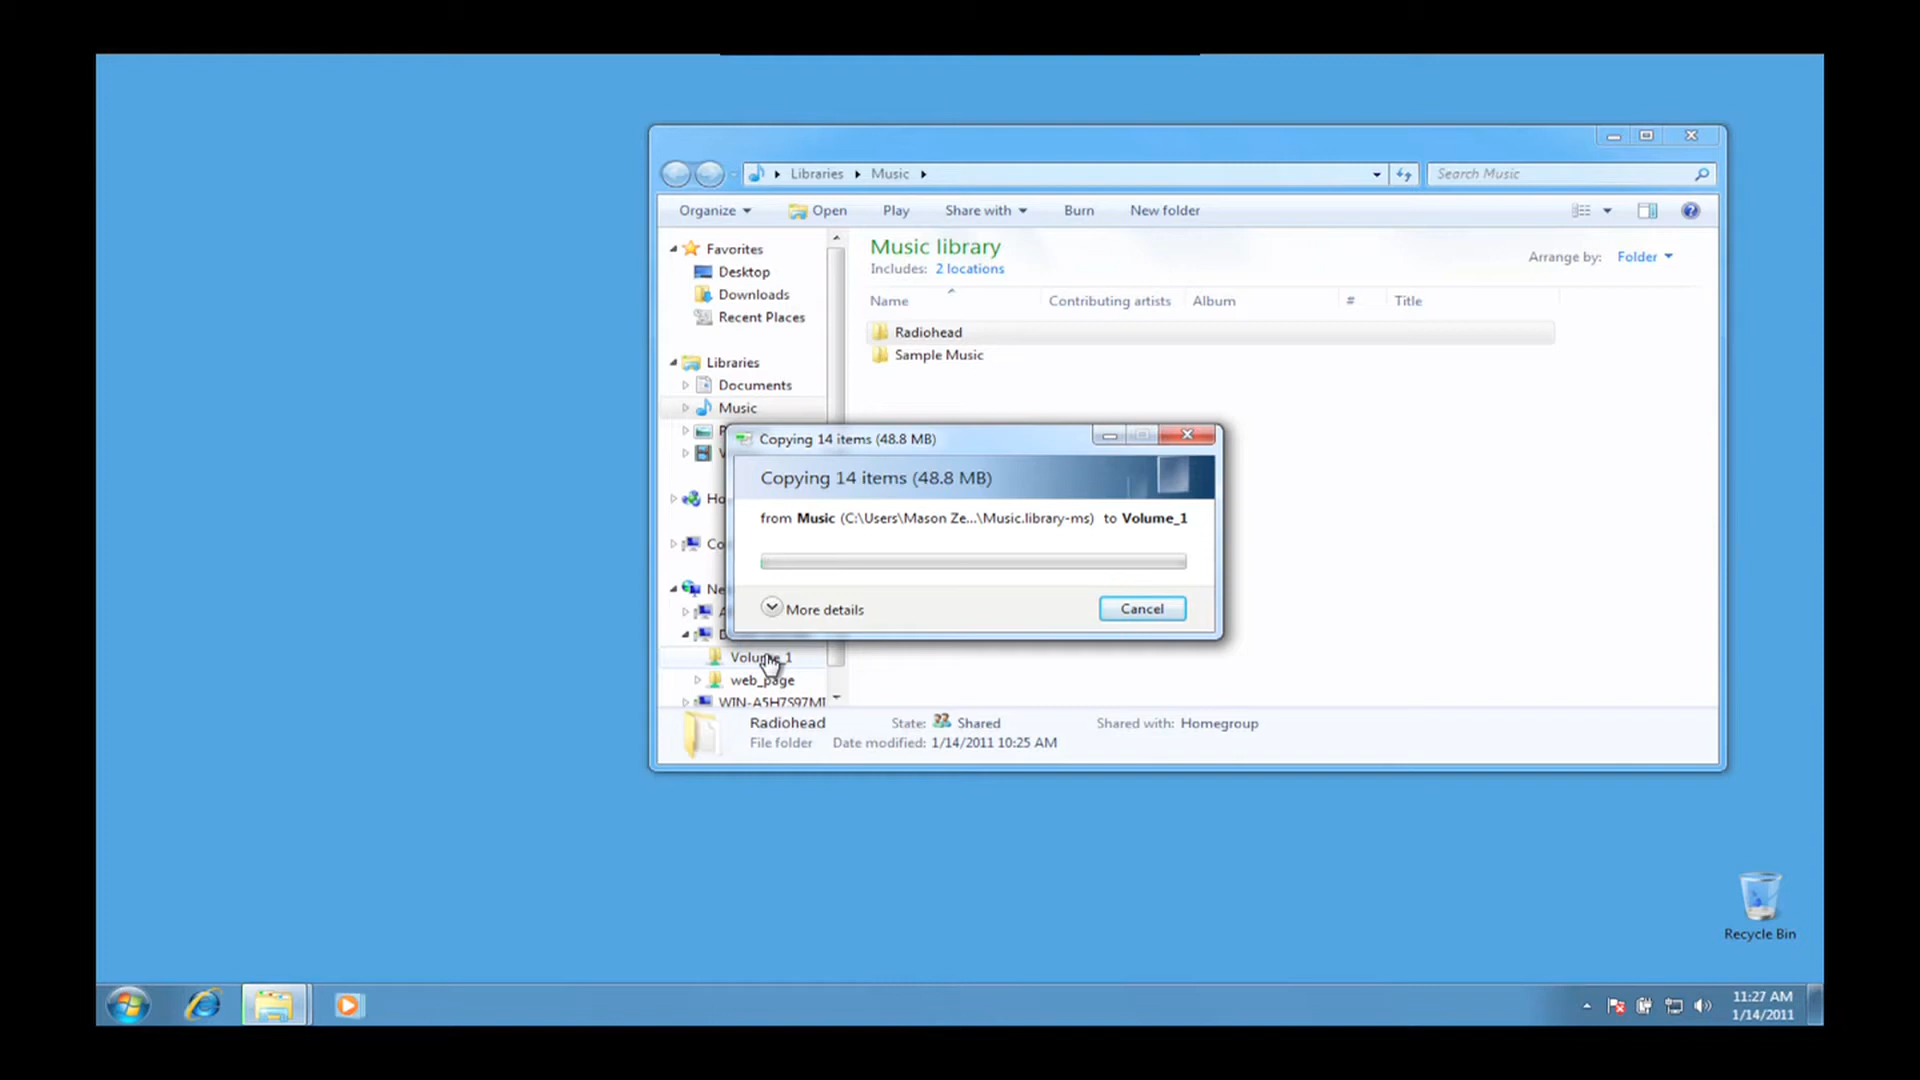 Libraries Music
Search Music
Organize Open Play Share with Burn New folder
Favorites
Desktop
Downloads
Recent Places
Libraries
Documents
Music
Music library
Includes: 2 locations
Arrange by: Folder
Name Contributing artists Album # Title
Radiohead
Sample Music
Copying 14 items (48.8 MB)
Copying 14 items (48.8 MB)
from Music (C:\Users\Mason Ze...\Music.library-ms) to Volume_1
More details
Cancel
Volume_1
web_page
WIN-A5H7S97MI
Radiohead State: Shared Shared with: Homegroup
File folder Date modified: 1/14/2011 10:25 AM
Recycle Bin
11:27 AM
1/14/2011